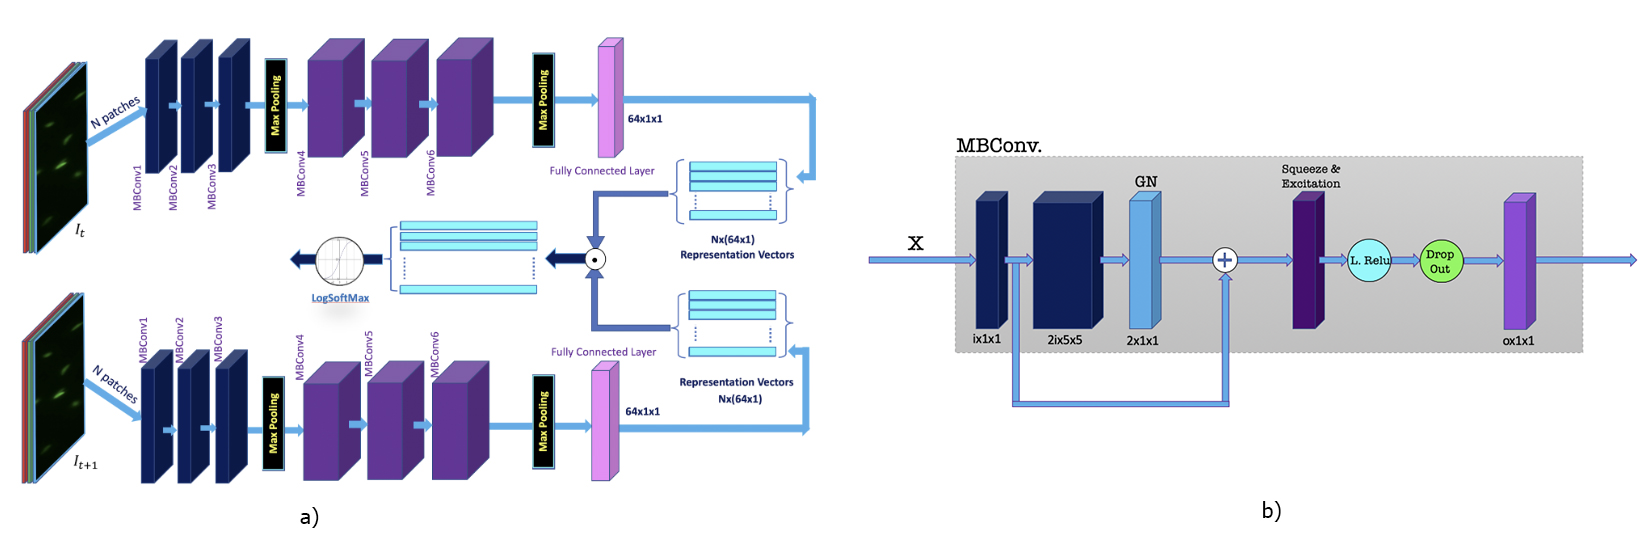 N patches
MBConv1
MBConv2
MBConv3
Max Pooling
MBConv4
MBConv5
MBConv6
Max Pooling
64x1x1
Fully Connected Layer
It
Nx(64x1)
Representation Vectors
LogSoftMax
N patches
MBConv1
MBConv2
MBConv3
Max Pooling
MBConv4
MBConv5
MBConv6
Max Pooling
Fully Connected Layer
64x1x1
Representation Vectors
Nx(64x1)
It+1
a)
MBConv.
X
ix1x1
2ix5x5
GN
2x1x1
Squeeze &
Excitation
L. Relu
Drop
Out
ox1x1
b)